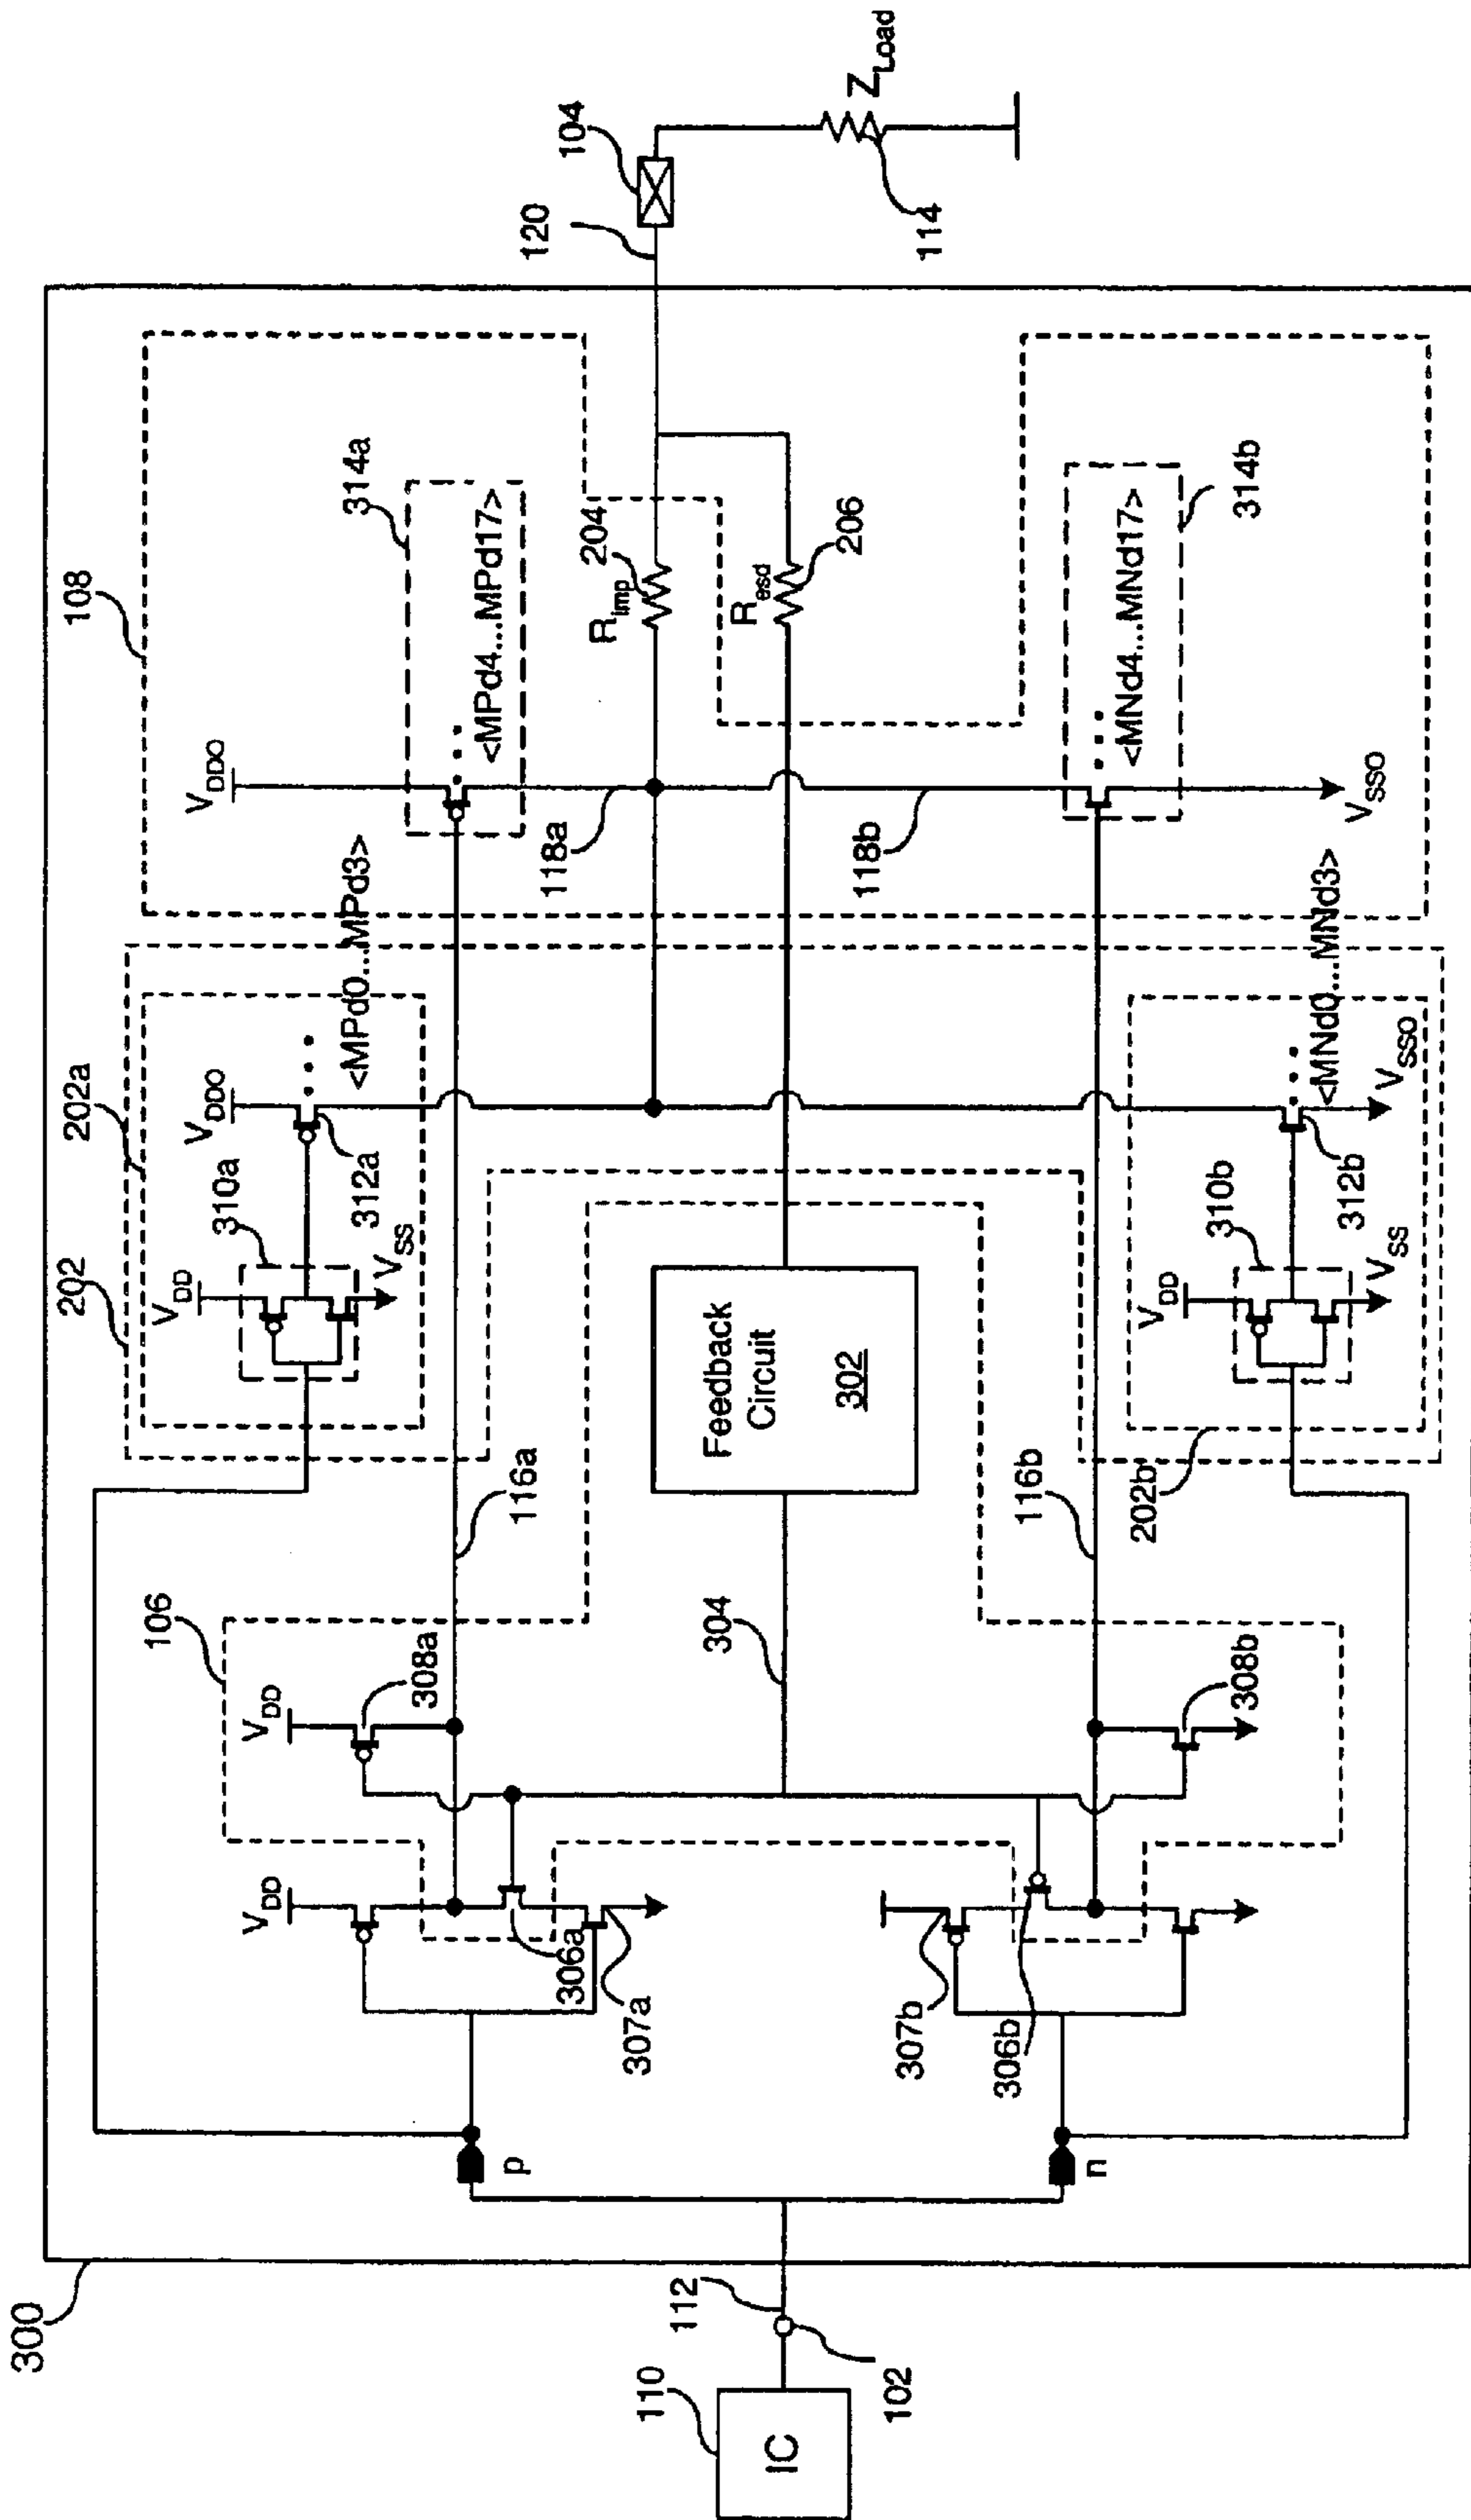 300
110
IC
102
112
p
n
106
V_DD
V_DD
308a
306a
307a
307b
306b
308b
304
116a
116b
202
202a
V_DD
310a
V_SS
V_DDO
312a
<MPd0...MPd3>
Feedback
Circuit
302
202b
V_DD
310b
V_SS
312b
<MNd0...MNd3>
V_SSO
108
V_DDO
314a
<MPd4...MPd17>
118a
R_imp
204
R_esd
206
118b
<MNd4...MNd17>
314b
V_SSO
120
104
114
Z_Load